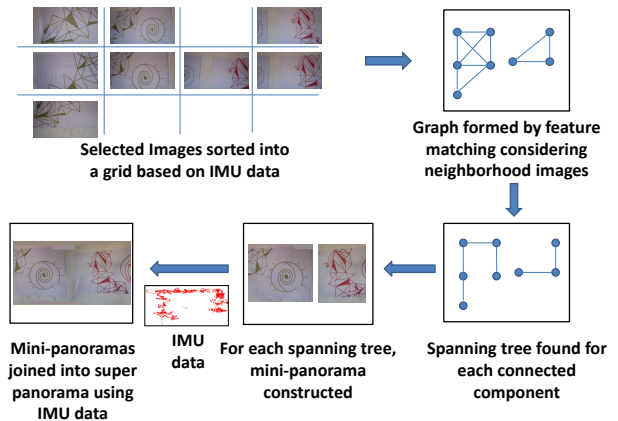 Selected Images sorted into
a grid based on IMU data
Graph formed by feature
matching considering
neighborhood images
Spanning tree found for
each connected
component
For each spanning tree,
mini-panorama
constructed
IMU
data
Mini-panoramas
joined into super
panorama using
IMU data